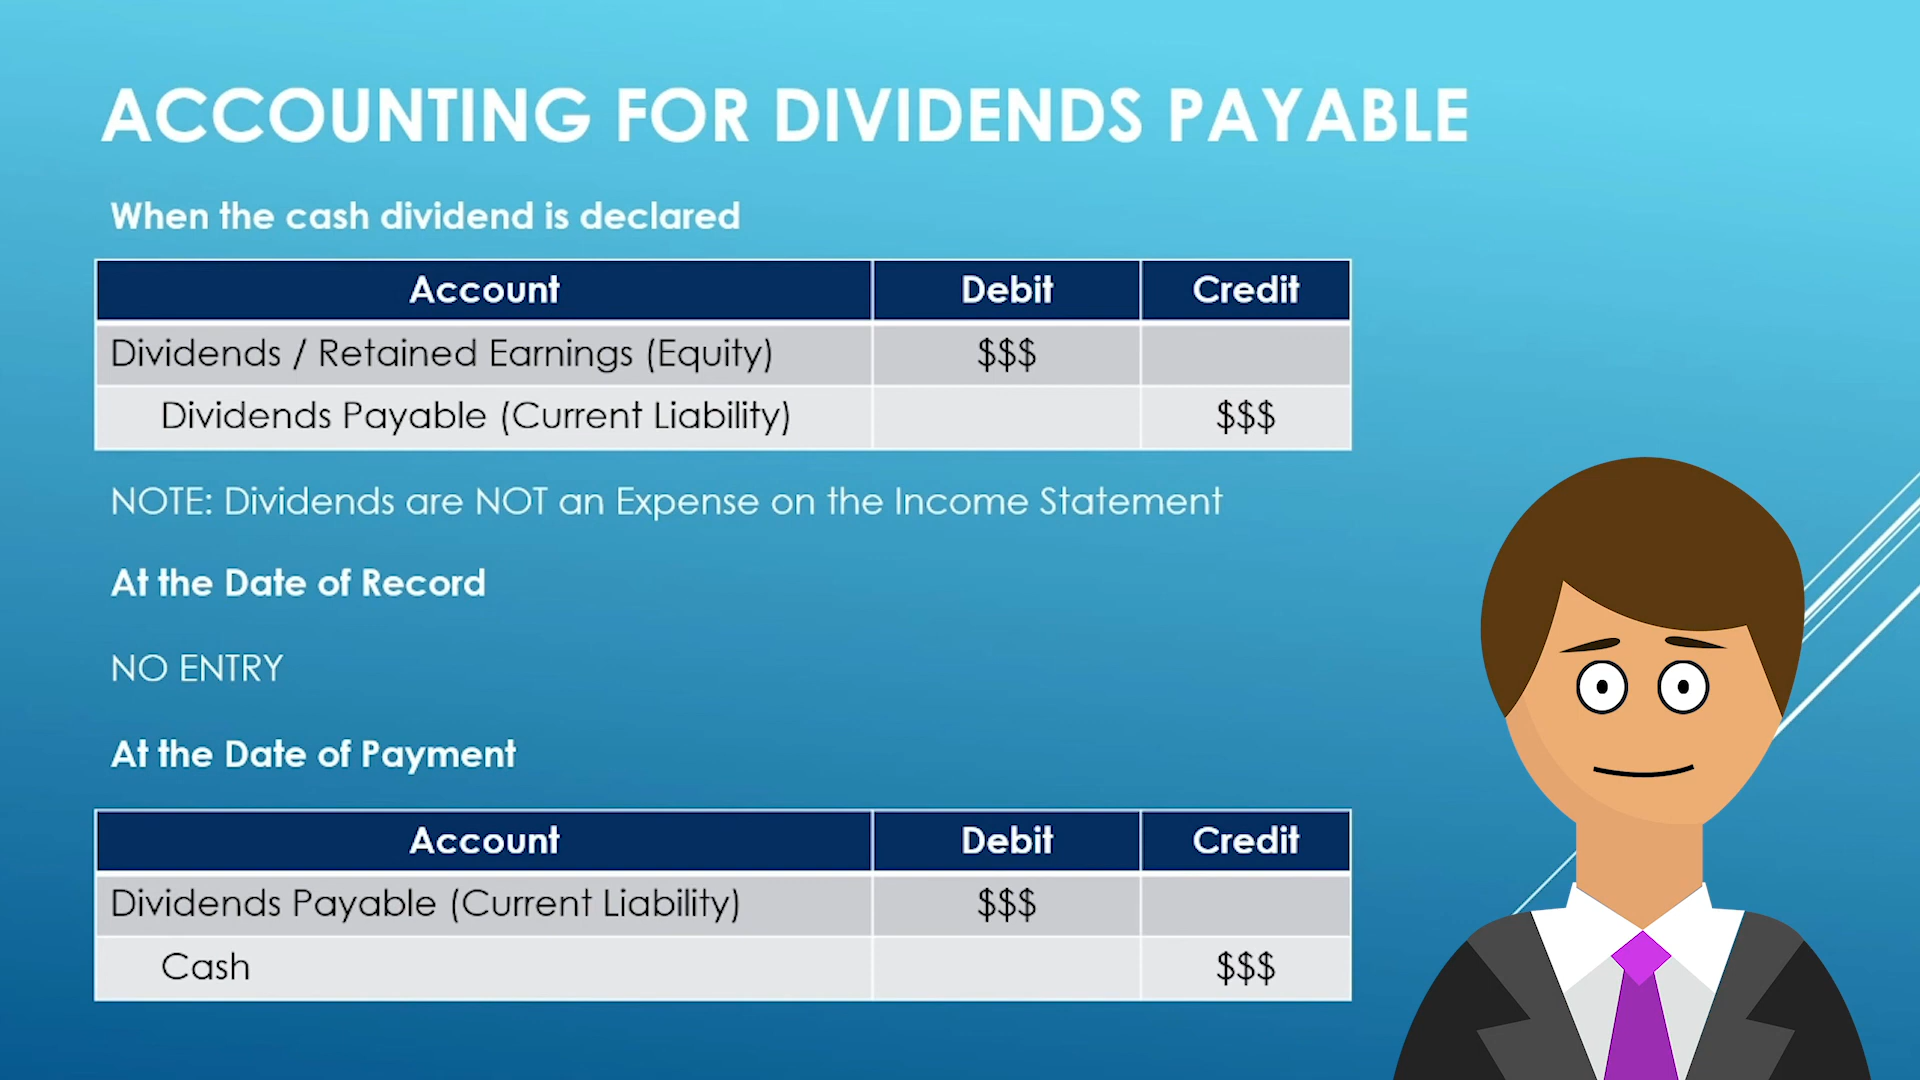 ACCOUNTING FOR DIVIDENDS PAYABLE
When the cash dividend is declared
Account Debit Credit
Dividends / Retained Earnings (Equity) $$$
Dividends Payable (Current Liability) $$$
NOTE: Dividends are NOT an Expense on the Income Statement
At the Date of Record
NO ENTRY
At the Date of Payment
Account Debit Credit
Dividends Payable (Current Liability) $$$
Cash $$$